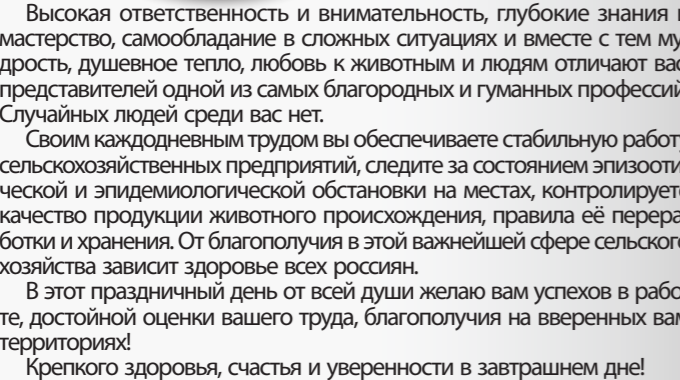 Высокая ответственность и внимательность, глубокие знания
мастерство, самообладание в сложных ситуациях и вместе с тем му
дрость, душевное тепло, любовь к животным и людям отличают вас
представителей одной из самых благородных и гуманных профессий
Случайных людей среди вас нет.
Своим каждодневным трудом вы обеспечиваете стабильную работу
сельскохозяйственных предприятий, следите за состоянием эпизооти
ческой и эпидемиологической обстановки на местах, контролирует
качество продукции животного происхождения, правила её перера
ботки и хранения. От благополучия в этой важнейшей сфере сельског
хозяйства зависит здоровье всех россиян.
В этот праздничный день от всей души желаю вам успехов в рабо
те, достойной оценки вашего труда, благополучия на вверенных вам
территориях!
Крепкого здоровья, счастья и уверенности в завтрашнем дне!